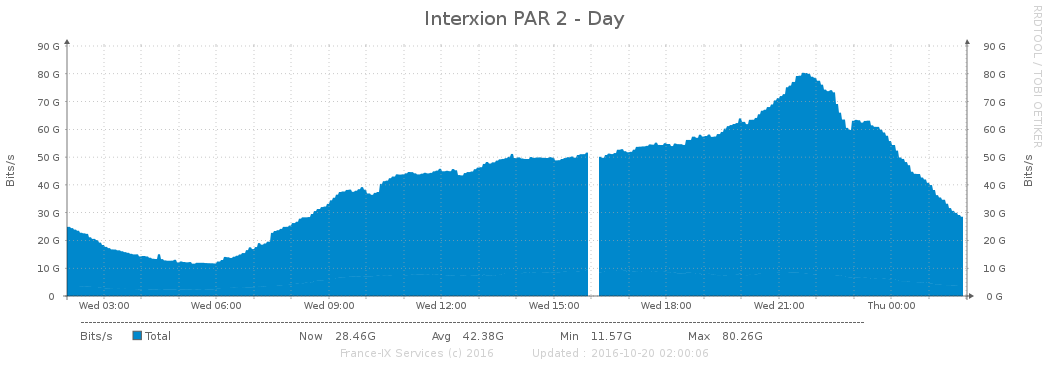 Interxion PAR 2 - Day
RRDTOOL / TOBI OETIKER
Bits/s
90 G 90 G
80 G 80 G
70 G 70 G
60 G 60 G
50 G 50 G
40 G 40 G
30 G 30 G
20 G 20 G
10 G 10 G
0 0 G
Bits/s
Wed 03:00 Wed 06:00 Wed 09:00 Wed 12:00 Wed 15:00 Wed 18:00 Wed 21:00 Thu 00:00
Bits/s Total Now 28.46G Avg 42.38G Min 11.57G Max 80.26G
France-IX Services (c) 2016 Updated : 2016-10-20 02:00:06